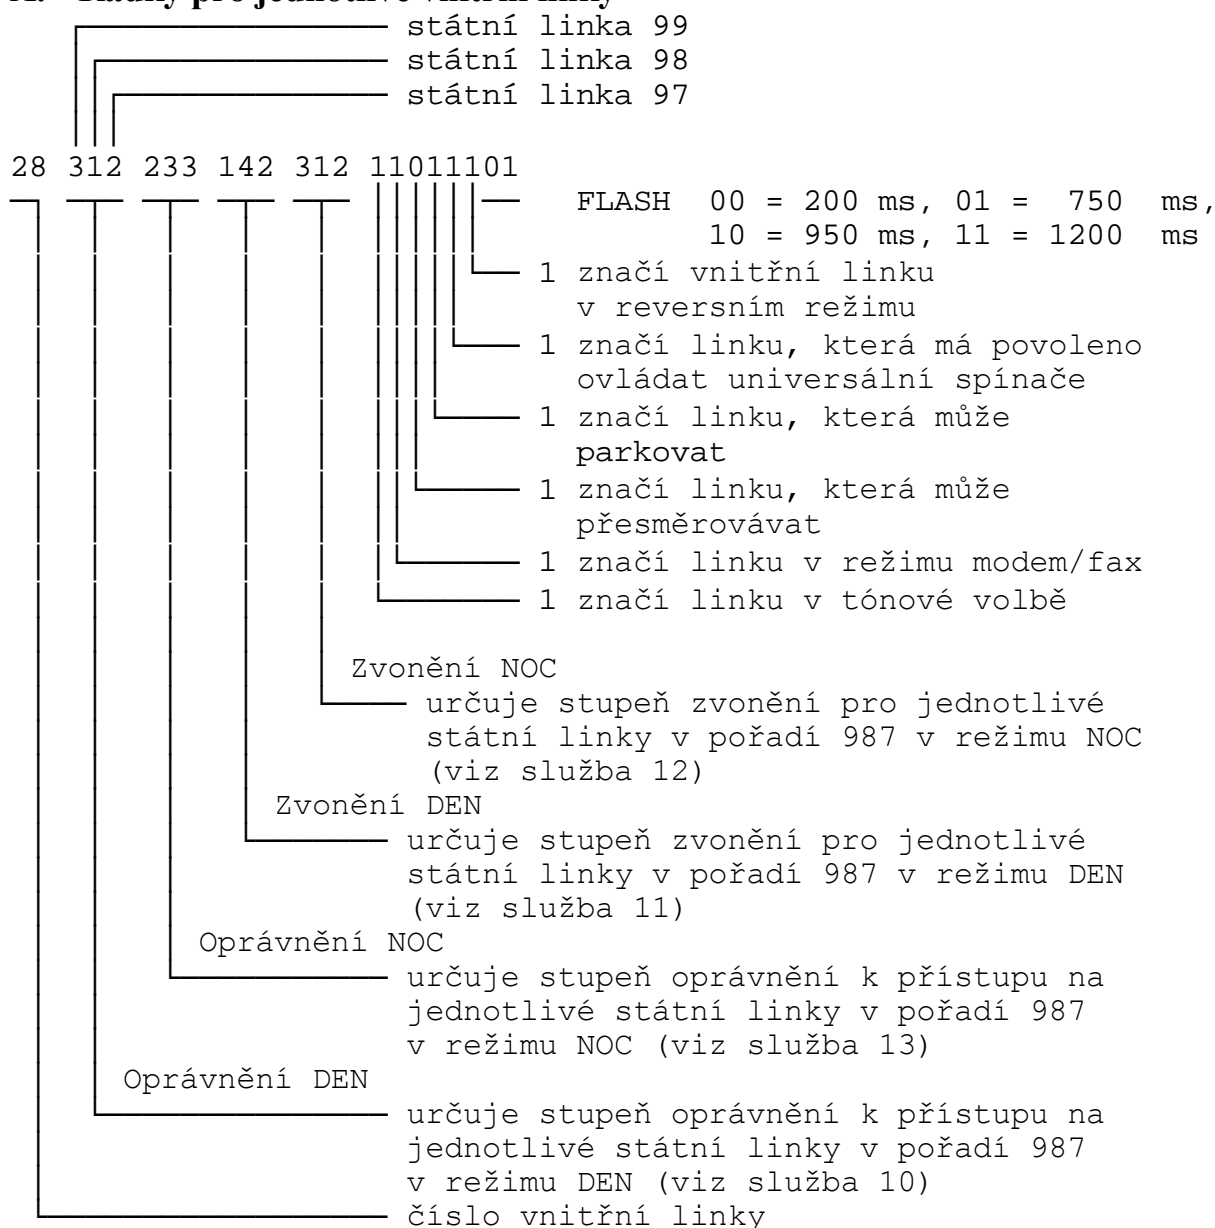 státní linka 99
státní linka 98
státní linka 97
28 312 233 142 312 11011101
FLASH 00 = 200 ms, 01 = 750 ms,
10 = 950 ms, 11 = 1200 ms
1 značí vnitřní linku
v reversním režimu
1 značí linku, která má povoleno
ovládat universální spínače
1 značí linku, která může
parkovat
1 značí linku, která může
přesměrovávat
1 značí linku v režimu modem/fax
1 značí linku v tónové volbě
Zvonění NOC
určuje stupeň zvonění pro jednotlivé
státní linky v pořadí 987 v režimu NOC
(viz služba 12)
Zvonění DEN
určuje stupeň zvonění pro jednotlivé
státní linky v pořadí 987 v režimu DEN
(viz služba 11)
Oprávnění NOC
určuje stupeň oprávnění k přístupu na
jednotlivé státní linky v pořadí 987
v režimu NOC (viz služba 13)
Oprávnění DEN
určuje stupeň oprávnění k přístupu na
jednotlivé státní linky v pořadí 987
v režimu DEN (viz služba 10)
číslo vnitřní linky